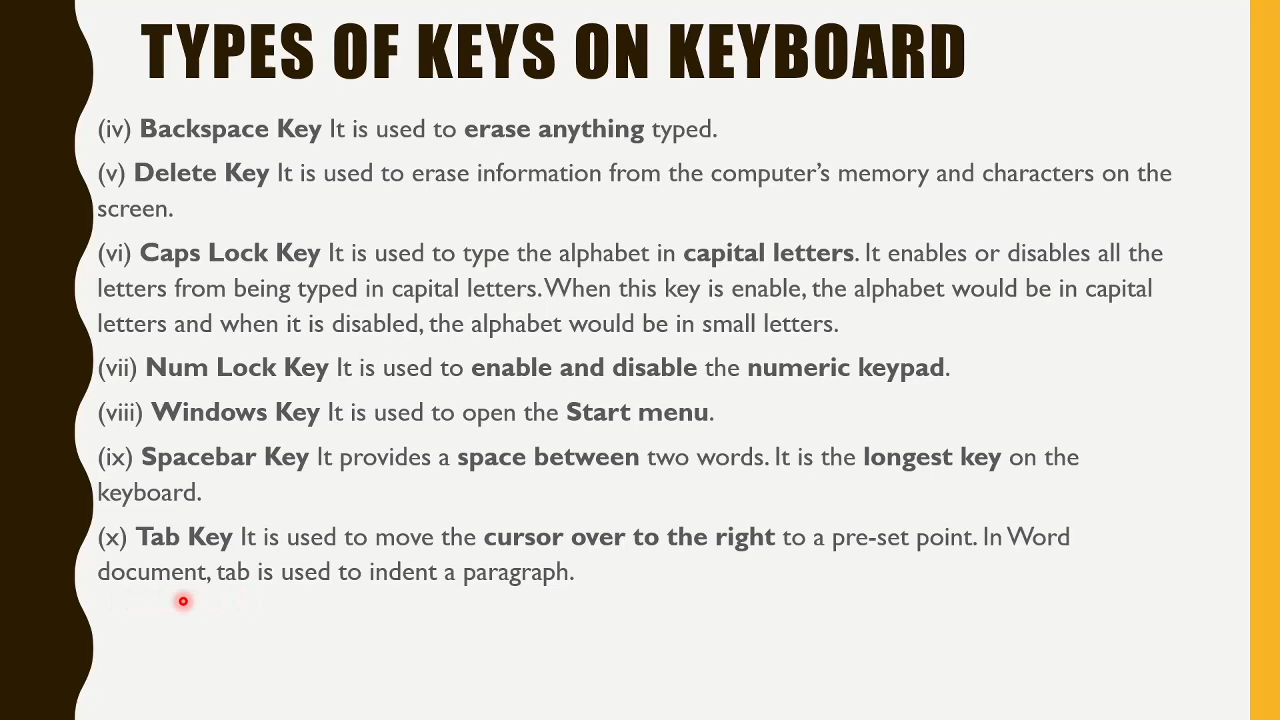 TYPES OF KEYS ON KEYBOARD
(iv) Backspace Key It is used to erase anything typed.
(v) Delete Key It is used to erase information from the computer’s memory and characters on the
screen.
(vi) Caps Lock Key It is used to type the alphabet in capital letters. It enables or disables all the
letters from being typed in capital letters. When this key is enable, the alphabet would be in capital
letters and when it is disabled, the alphabet would be in small letters.
(vii) Num Lock Key It is used to enable and disable the numeric keypad.
(viii) Windows Key It is used to open the Start menu.
(ix) Spacebar Key It provides a space between two words. It is the longest key on the
keyboard.
(x) Tab Key It is used to move the cursor over to the right to a pre-set point. In Word
document, tab is used to indent a paragraph.